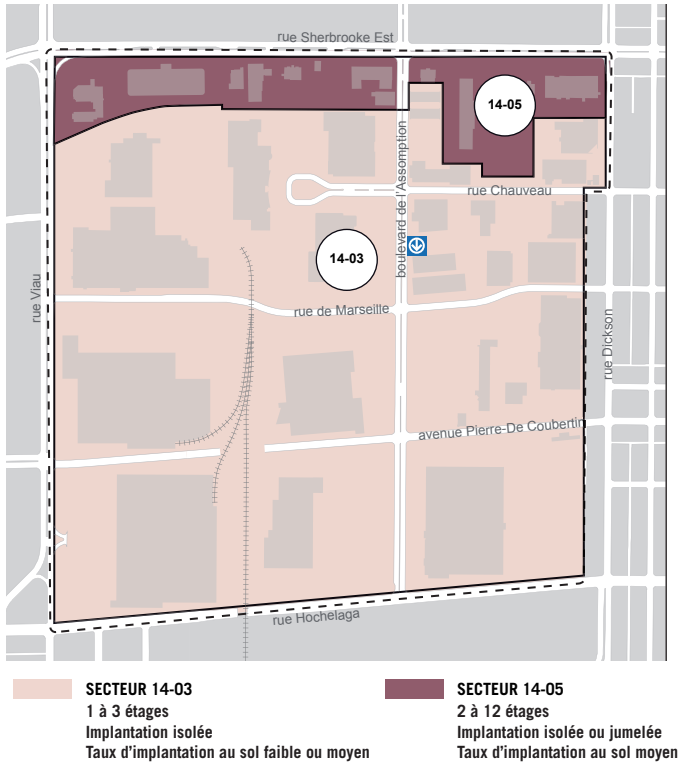 rue Sherbrooke Est
14-05
boulevard de l'Assomption
rue Chauveau
14-03
rue Viau
rue de Marseille
rue Dickson
avenue Pierre-De Coubertin
rue Hochelaga
SECTEUR 14-03
1 à 3 étages
Implantation isolée
Taux d'implantation au sol faible ou moyen
SECTEUR 14-05
2 à 12 étages
Implantation isolée ou jumelée
Taux d'implantation au sol moyen